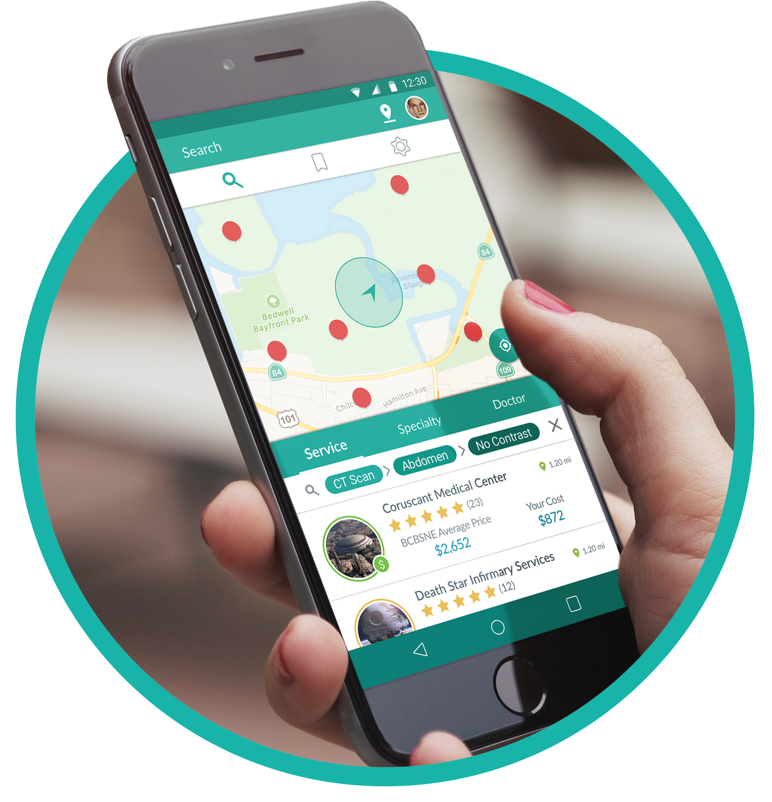 12:30
Search
84
Bedwell
Bayfront Park
84
109
101
Hamilton Ave
Service
Specialty
Doctor
CT Scan
Abdomen
No Contrast
Coruscant Medical Center
1.20 mi
(23)
BCBSNE Average Price
Your Cost
$2,652
$872
$
Death Star Infirmary Services
1.20 mi
(12)